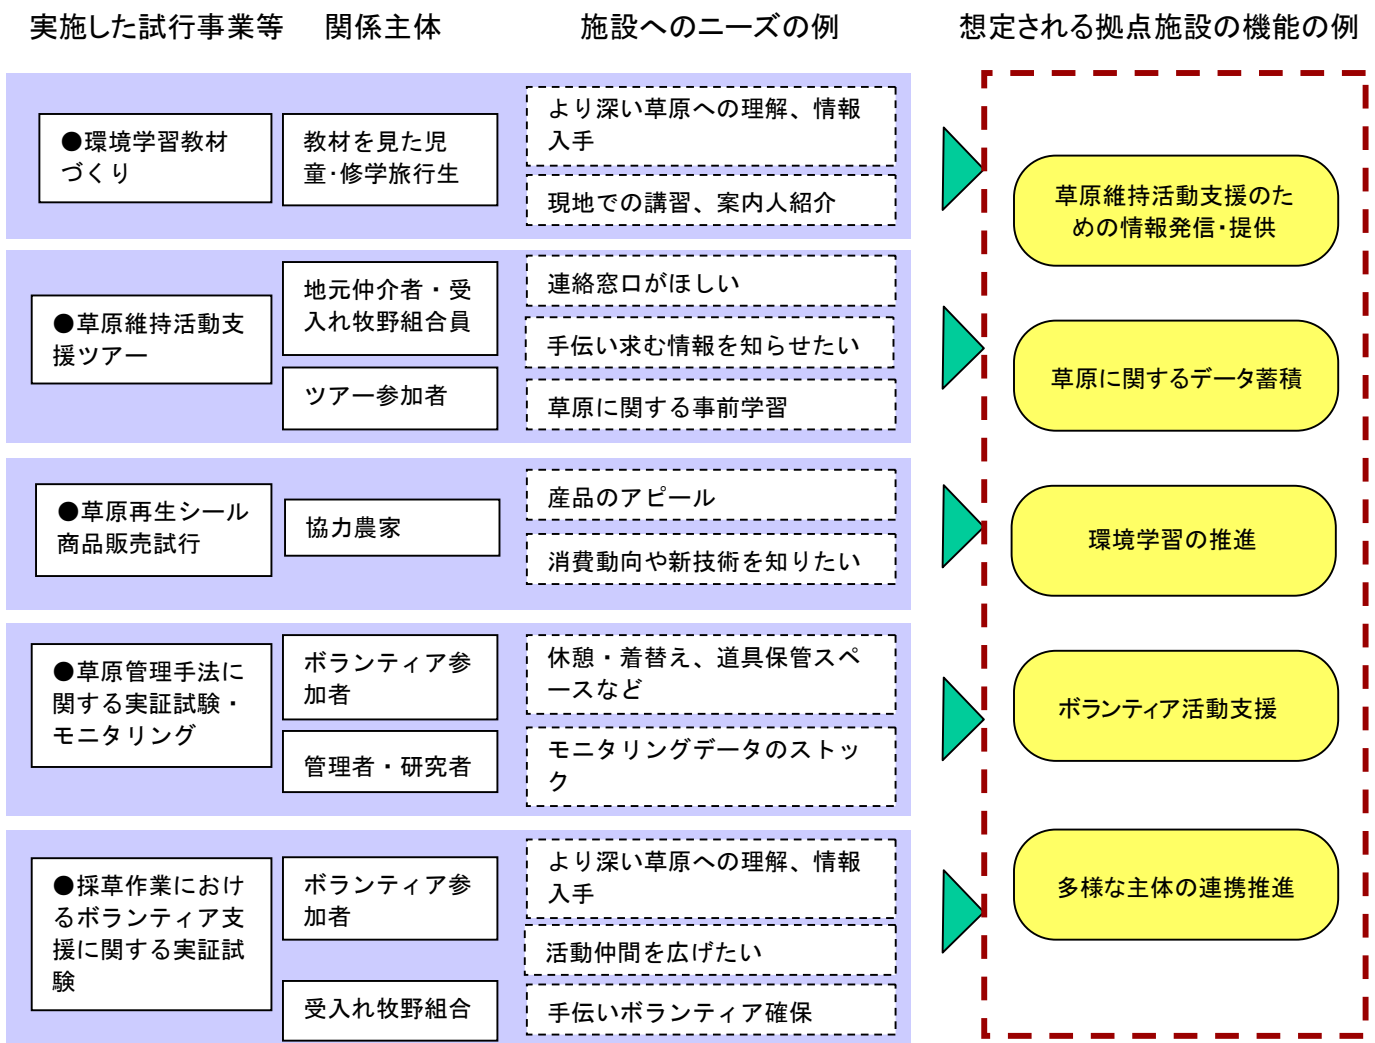 実施した試行事業等
関係主体
施設へのニーズの例
想定される拠点施設の機能の例
●環境学習教材
づくり
教材を見た児
童・修学旅行生
より深い草原への理解、情報
入手
現地での講習、案内人紹介
●草原維持活動支
援ツアー
地元仲介者・受
入れ牧野組合員
ツアー参加者
連絡窓口がほしい
手伝い求む情報を知らせたい
草原に関する事前学習
●草原再生シール
商品販売試行
協力農家
産品のアピール
消費動向や新技術を知りたい
●草原管理手法に
関する実証試験・
モニタリング
ボランティア参
加者
管理者・研究者
休憩・着替え、道具保管スペ
ースなど
モニタリングデータのストッ
ク
●採草作業におけ
るボランティア支
援に関する実証試
験
ボランティア参
加者
受入れ牧野組合
より深い草原への理解、情報
入手
活動仲間を広げたい
手伝いボランティア確保
草原維持活動支援のた
めの情報発信・提供
草原に関するデータ蓄積
環境学習の推進
ボランティア活動支援
多様な主体の連携推進